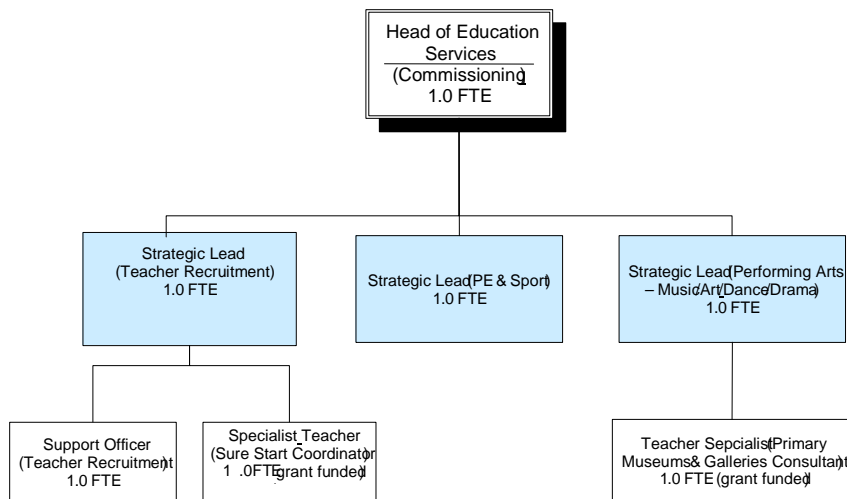 Head of Education
Services
(Commissioning)
1.0 FTE
Strategic Lead
(Teacher Recruitment)
1.0 FTE
Strategic Lead (PE & Sport)
1.0 FTE
Strategic Lead (Performing Arts
– Music/Art/Dance/Drama)
1.0 FTE
Support Officer
(Teacher Recruitment
1.0 FTE
Specialist Teacher
(Sure Start Coordinator
1 .0FTE (grant funded)
Teacher Sepcialist (Primary
Museums & Galleries Consultant)
1.0 FTE (grant funded)